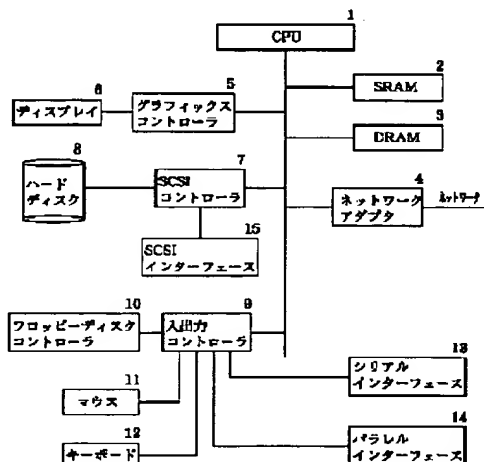 1
CPU
2
SRAM
3
DRAM
6
ディスプレイ
5
グラフィックス
コントローラ
8
ハード
ディスク
7
SCSI
コントローラ
4
ネットワーク
アダプタ
ネットワーク
15
SCSI
インターフェース
10
フロッピーディスク
コントローラ
9
入出力
コントローラ
13
シリアル
インターフェース
11
マウス
14
パラレル
インターフェース
12
キーボード